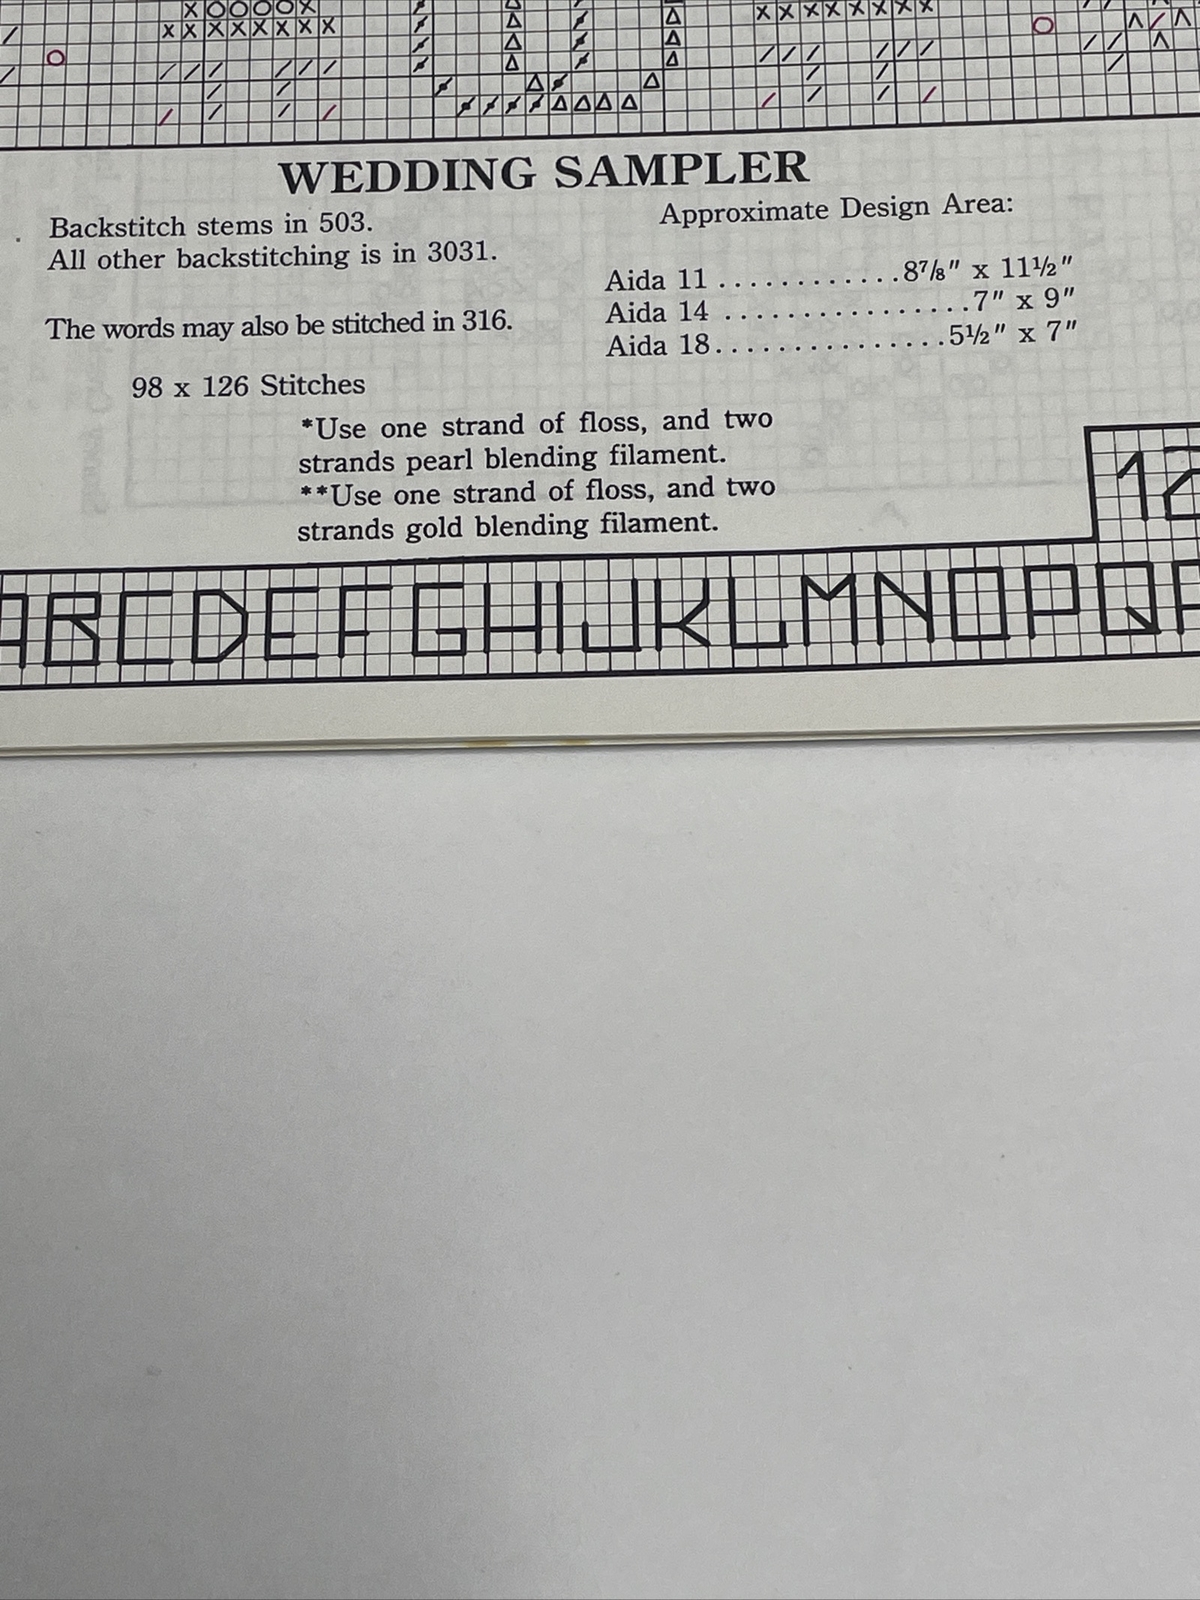 WEDDING SAMPLER
Backstitch stems in 503.
All other backstitching is in 3031.
The words may also be stitched in 316.
98 x 126 Stitches
Approximate Design Area:
Aida 11 ............8⅞" x 11½"
Aida 14 ................7" x 9"
Aida 18...............5½" x 7"
*Use one strand of floss, and two
strands pearl blending filament.
**Use one strand of floss, and two
strands gold blending filament.
12
ABCDEFGHIJKLMNOPQ